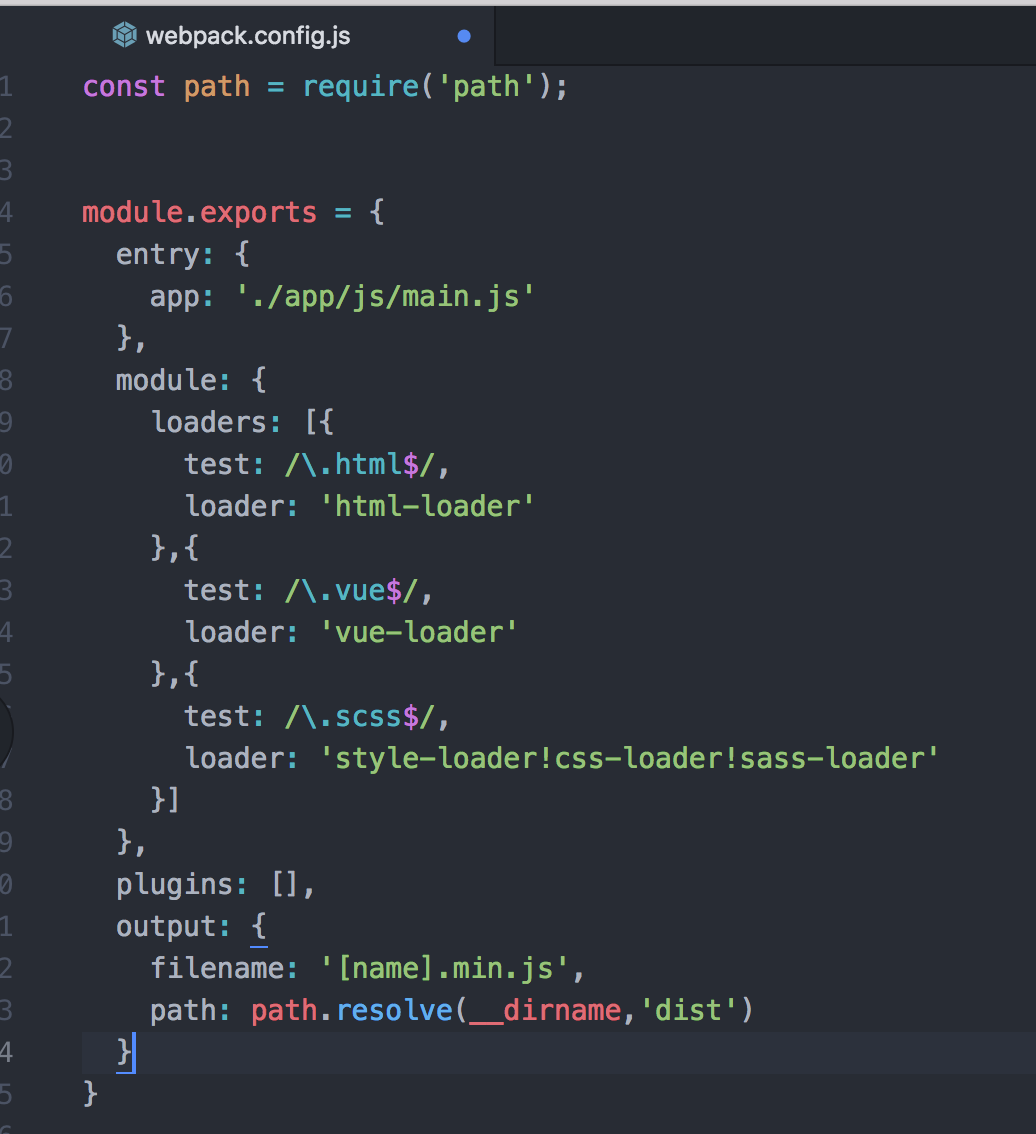 webpack.config.js
1 const path = require('path');
2
3
4 module.exports = {
5   entry: {
6     app: './app/js/main.js'
7   },
8   module: {
9     loaders: [{
0       test: /\.html$/,
1       loader: 'html-loader'
2     },{
3       test: /\.vue$/,
4       loader: 'vue-loader'
5     },{
      test: /\.scss$/,
7       loader: 'style-loader!css-loader!sass-loader'
8     }]
9   },
0   plugins: [],
1   output: {
2     filename: '[name].min.js',
3     path: path.resolve(__dirname,'dist')
4   }
5 }